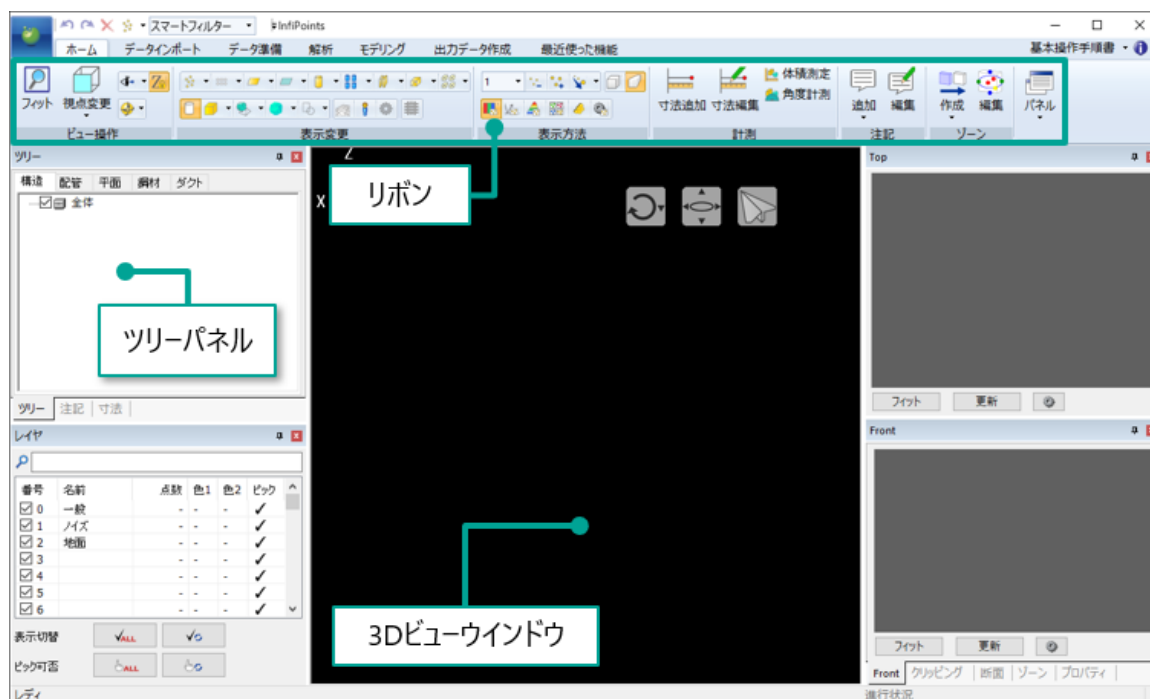 スマートフィルター InfiPoints
ホーム データインポート データ準備 解析 モデリング 出力データ作成 最近使った機能 基本操作手順書
フィット 視点変更 1 寸法追加 寸法編集 体積測定 追加 編集 作成 編集 パネル
角度計測
ビュー操作 表示変更 表示方法 計測 注記 ゾーン
ツリー Top
構造 配管 平面 鋼材 ダクト
全体
Z
X
リボン
ツリーパネル
ツリー 注記 寸法
フィット 更新
レイヤ
Front
番号 名前 点数 色1 色2 ピック
0 一般 - - -
1 ノイズ - - -
2 地面 - - -
3 - - -
4 - - -
5 - - -
6 - - -
3Dビューウインドウ
表示切替 ALL
ピック可否 ALL
フィット 更新
Front クリッピング 断面 ゾーン プロパティ
レディ 進行状況